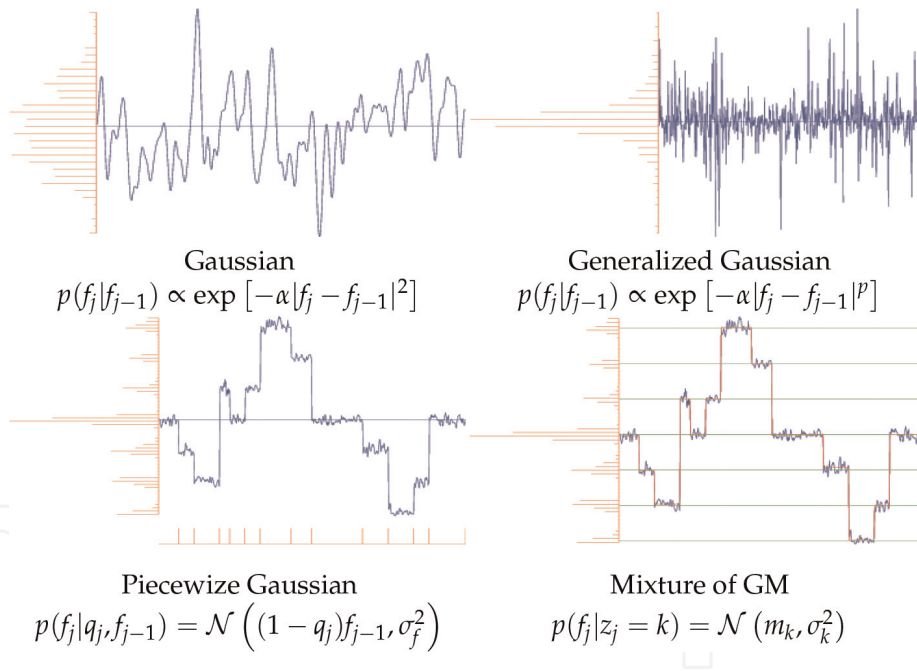 Gaussian
p(f_j|f_{j−1}) ∝ exp [−α|f_j − f_{j−1}|^2]
Generalized Gaussian
p(f_j|f_{j−1}) ∝ exp [−α|f_j − f_{j−1}|^p]
Piecewize Gaussian
p(f_j|q_j, f_{j−1}) = 𝒩 ((1 − q_j)f_{j−1}, σ_f^2)
Mixture of GM
p(f_j|z_j = k) = 𝒩 (m_k, σ_k^2)